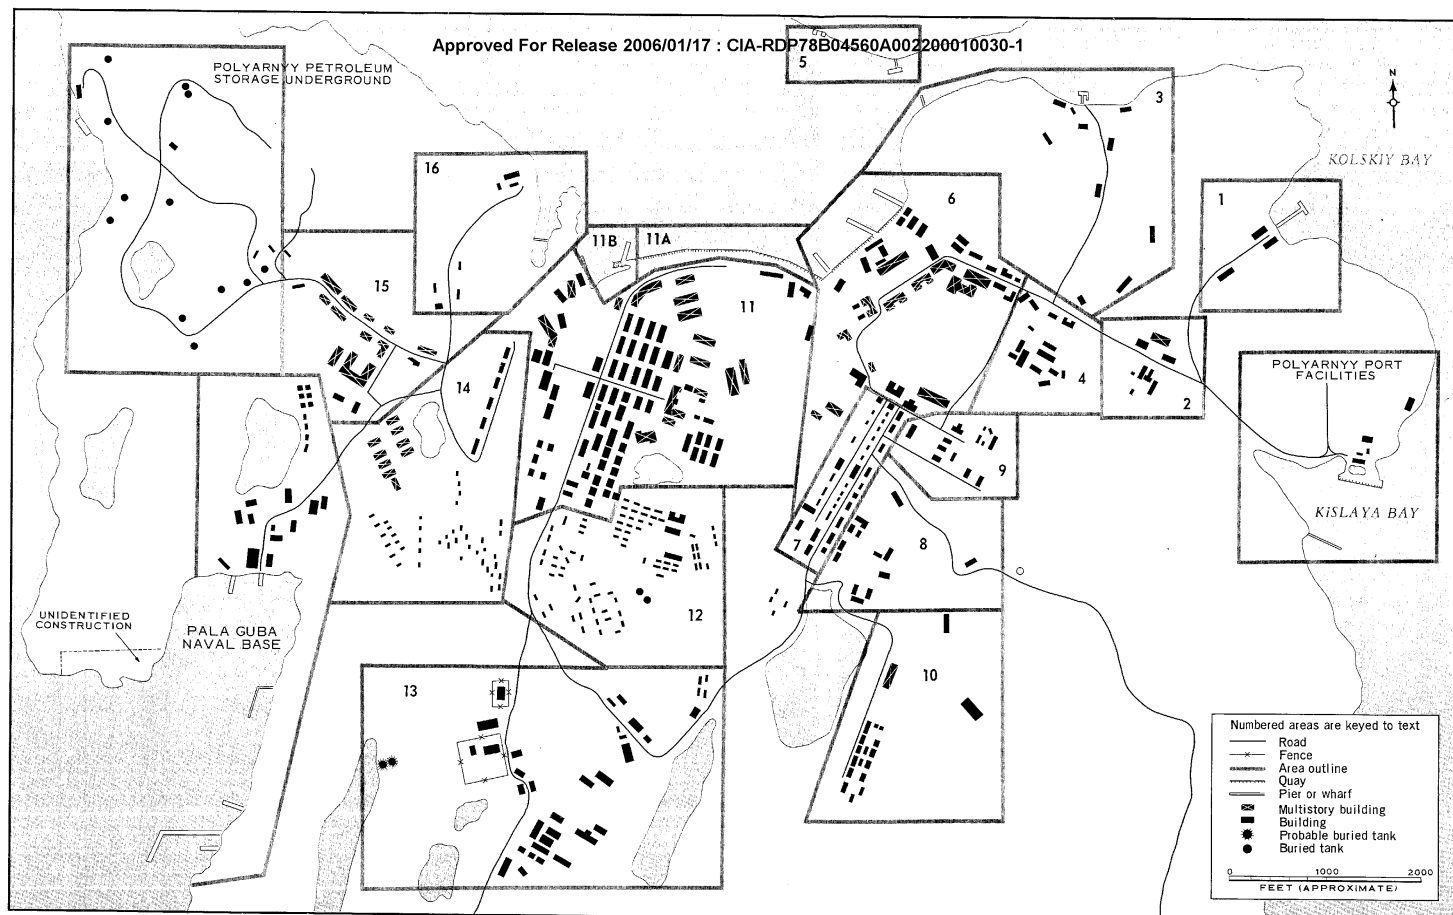 Approved For Release 2006/01/17 : CIA-RDP78B04560A002200010030-1
POLYARNYY PETROLEUM
STORAGE UNDERGROUND
5
3
N
KOLSKIY BAY
16
6
1
11B
11A
15
11
14
4
2
POLYARNYY PORT
FACILITIES
9
KISLAYA BAY
7
8
12
UNIDENTIFIED
CONSTRUCTION
PALA GUBA
NAVAL BASE
13
10
Numbered areas are keyed to text
Road
Fence
Area outline
Quay
Pier or wharf
Multistory building
Building
Probable buried tank
Buried tank
0 1000 2000
FEET (APPROXIMATE)